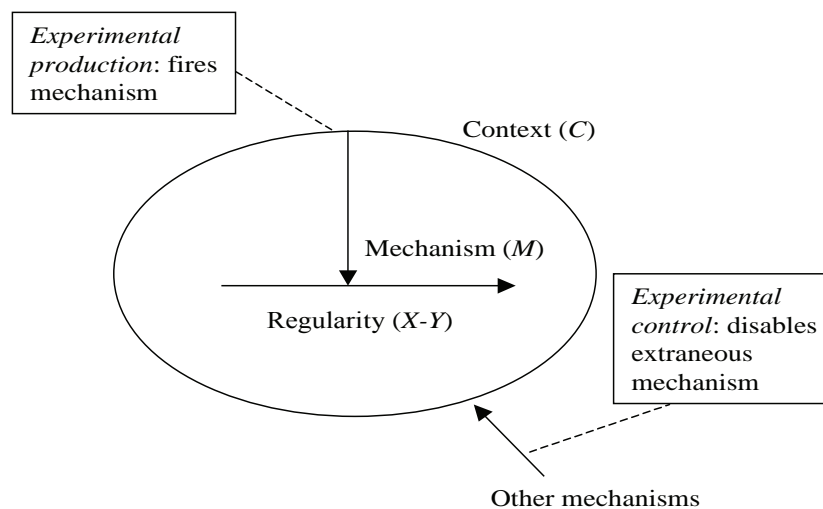 Experimental
production: fires
mechanism
Context (C)
Mechanism (M)
Regularity (X-Y)
Experimental
control: disables
extraneous
mechanism
Other mechanisms